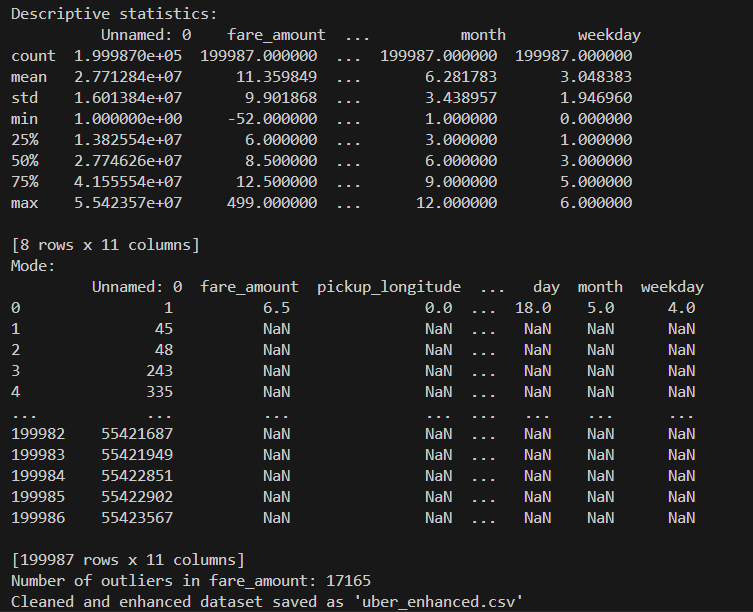 Descriptive statistics:
         Unnamed: 0    fare_amount  ...          month        weekday
count  1.999870e+05  199987.000000  ...  199987.000000  199987.000000
mean   2.771284e+07      11.359849  ...       6.281783       3.048383
std    1.601384e+07       9.901868  ...       3.438957       1.946960
min    1.000000e+00     -52.000000  ...       1.000000       0.000000
25%    1.382554e+07       6.000000  ...       3.000000       1.000000
50%    2.774626e+07       8.500000  ...       6.000000       3.000000
75%    4.155554e+07      12.500000  ...       9.000000       5.000000
max    5.542357e+07     499.000000  ...      12.000000       6.000000

[8 rows x 11 columns]
Mode:
        Unnamed: 0  fare_amount  pickup_longitude  ...   day  month  weekday
0                1          6.5               0.0  ...  18.0    5.0      4.0
1               45          NaN               NaN  ...   NaN    NaN      NaN
2               48          NaN               NaN  ...   NaN    NaN      NaN
3              243          NaN               NaN  ...   NaN    NaN      NaN
4              335          NaN               NaN  ...   NaN    NaN      NaN
...            ...          ...               ...  ...   ...    ...      ...
199982    55421687          NaN               NaN  ...   NaN    NaN      NaN
199983    55421949          NaN               NaN  ...   NaN    NaN      NaN
199984    55422851          NaN               NaN  ...   NaN    NaN      NaN
199985    55422902          NaN               NaN  ...   NaN    NaN      NaN
199986    55423567          NaN               NaN  ...   NaN    NaN      NaN

[199987 rows x 11 columns]
Number of outliers in fare_amount: 17165
Cleaned and enhanced dataset saved as 'uber_enhanced.csv'